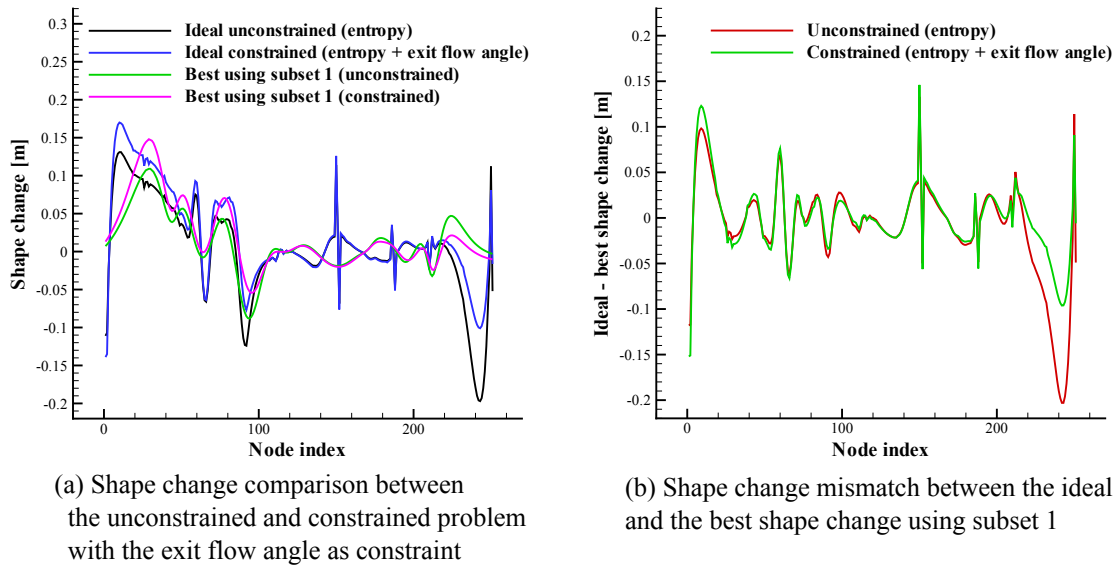 Ideal unconstrained (entropy)
Ideal constrained (entropy + exit flow angle)
Best using subset 1 (unconstrained)
Best using subset 1 (constrained)
Shape change [m]
0.3
0.25
0.2
0.15
0.1
0.05
0
-0.05
-0.1
-0.15
-0.2
0
100
200
Node index
(a) Shape change comparison between
the unconstrained and constrained problem
with the exit flow angle as constraint
Unconstrained (entropy)
Constrained (entropy + exit flow angle)
Ideal - best shape change [m]
0.2
0.15
0.1
0.05
0
-0.05
-0.1
-0.15
-0.2
0
100
200
Node index
(b) Shape change mismatch between the ideal
and the best shape change using subset 1